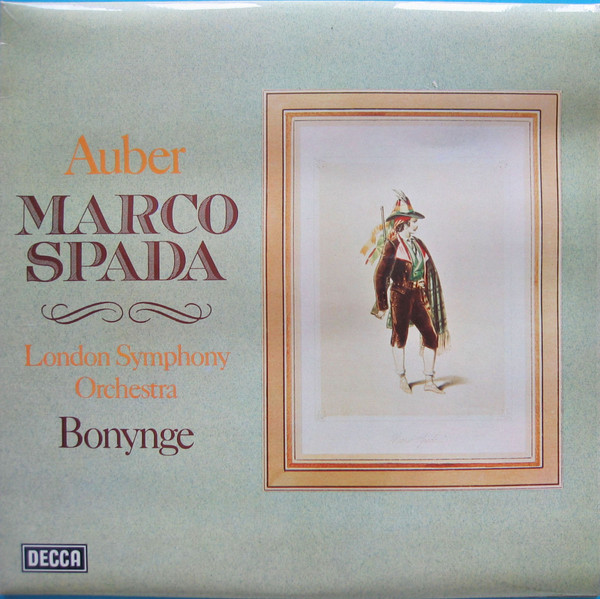 Auber
MARCO
SPADA
London Symphony
Orchestra
Bonynge
DECCA